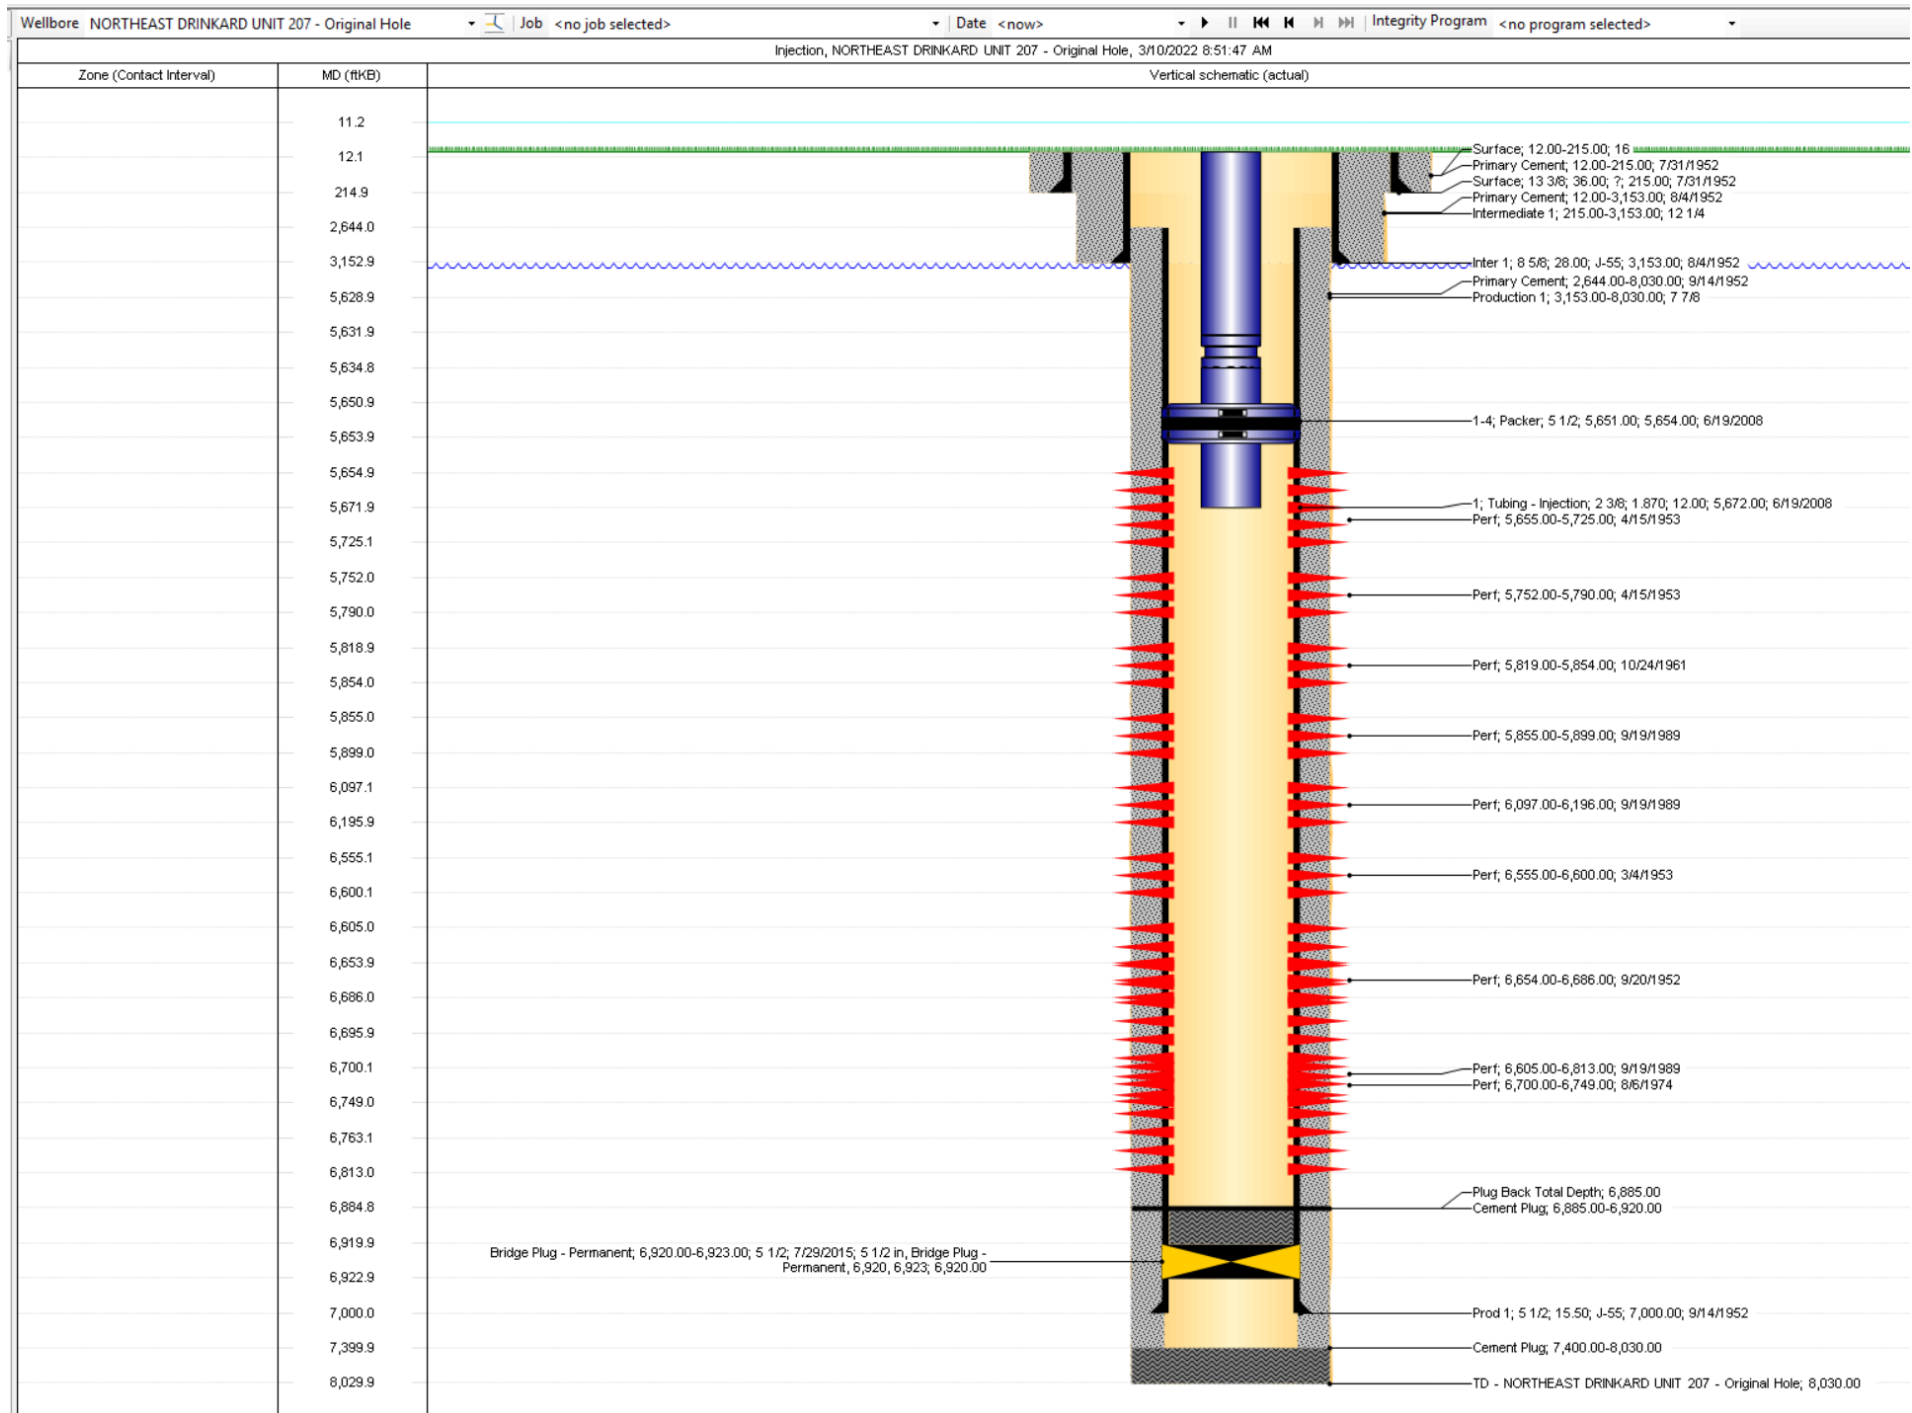 Wellbore NORTHEAST DRINKARD UNIT 207 - Original Hole Job <no job selected> Date <now> Integrity Program <no program selected>
Injection, NORTHEAST DRINKARD UNIT 207 - Original Hole, 3/10/2022 8:51:47 AM
Zone (Contact Interval) MD (ftKB) Vertical schematic (actual)
11.2
12.1
214.9
2,644.0
3,152.9
5,628.9
5,631.9
5,634.8
5,650.9
5,653.9
5,654.9
5,671.9
5,725.1
5,752.0
5,790.0
5,818.9
5,854.0
5,855.0
5,899.0
6,097.1
6,195.9
6,555.1
6,600.1
6,605.0
6,653.9
6,686.0
6,695.9
6,700.1
6,749.0
6,763.1
6,813.0
6,884.8
6,919.9
6,922.9
7,000.0
7,399.9
8,029.9
Surface; 12.00-215.00; 16
Primary Cement; 12.00-215.00; 7/31/1952
Surface; 13 3/8; 36.00; ?; 215.00; 7/31/1952
Primary Cement; 12.00-3,153.00; 8/4/1952
Intermediate 1; 215.00-3,153.00; 12 1/4
Inter 1; 8 5/8; 28.00; J-55; 3,153.00; 8/4/1952
Primary Cement; 2,644.00-8,030.00; 9/14/1952
Production 1; 3,153.00-8,030.00; 7 7/8
1-4; Packer; 5 1/2; 5,651.00; 5,654.00; 6/19/2008
1; Tubing - Injection; 2 3/8; 1.870; 12.00; 5,672.00; 6/19/2008
Perf; 5,655.00-5,725.00; 4/15/1953
Perf; 5,752.00-5,790.00; 4/15/1953
Perf; 5,819.00-5,854.00; 10/24/1961
Perf; 5,855.00-5,899.00; 9/19/1989
Perf; 6,097.00-6,196.00; 9/19/1989
Perf; 6,555.00-6,600.00; 3/4/1953
Perf; 6,654.00-6,686.00; 9/20/1952
Perf; 6,605.00-6,813.00; 9/19/1989
Perf; 6,700.00-6,749.00; 8/6/1974
Plug Back Total Depth; 6,885.00
Cement Plug; 6,885.00-6,920.00
Bridge Plug - Permanent; 6,920.00-6,923.00; 5 1/2; 7/29/2015; 5 1/2 in, Bridge Plug -
Permanent, 6,920, 6,923; 6,920.00
Prod 1; 5 1/2; 15.50; J-55; 7,000.00; 9/14/1952
Cement Plug; 7,400.00-8,030.00
TD - NORTHEAST DRINKARD UNIT 207 - Original Hole; 8,030.00